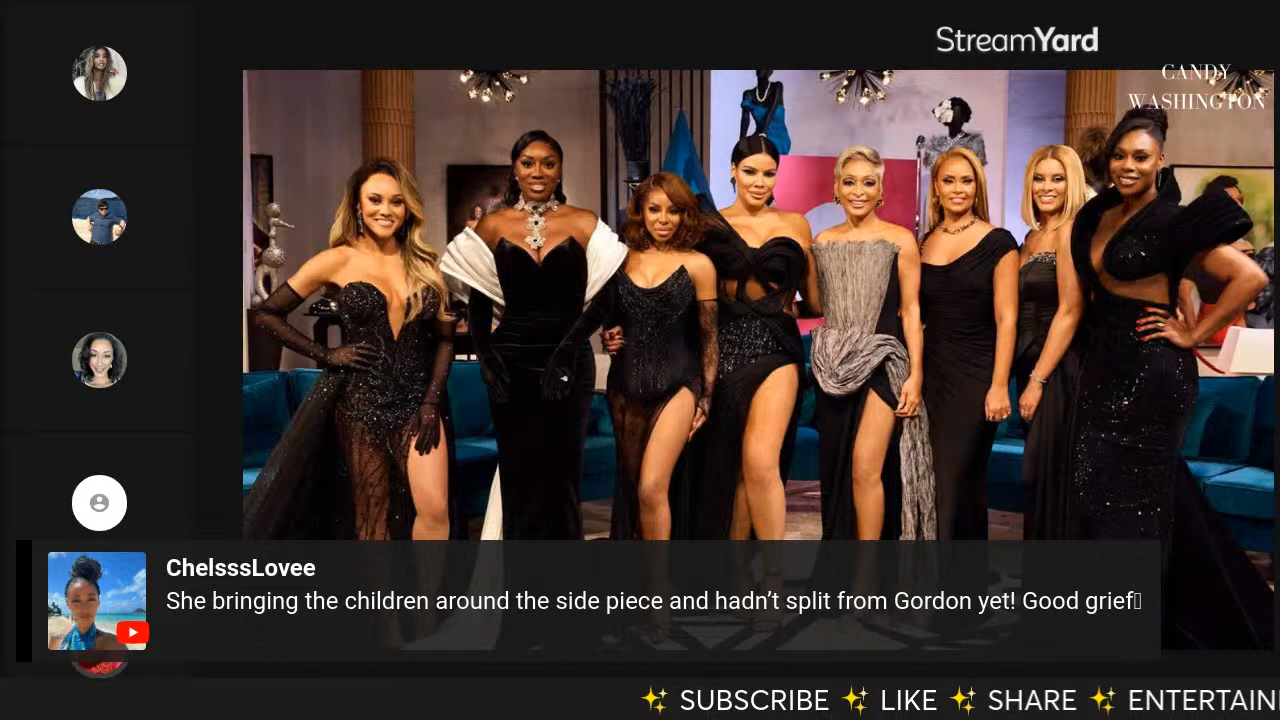 StreamYard
CANDY
WASHINGTON
ChelsssLovee
She bringing the children around the side piece and hadn’t split from Gordon yet! Good grief
✨ SUBSCRIBE ✨ LIKE ✨ SHARE ✨ ENTERTAIN